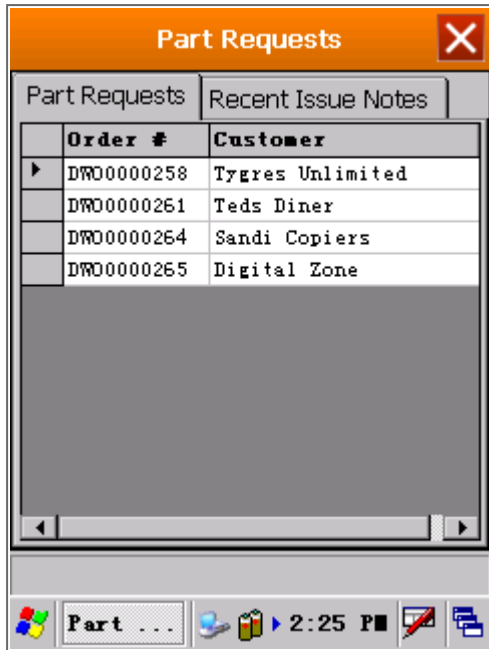 Part Requests
Part Requests Recent Issue Notes
Order # Customer
DWO0000258 Tygres Unlimited
DWO0000261 Teds Diner
DWO0000264 Sandi Copiers
DWO0000265 Digital Zone
Part ... 2:25 PM